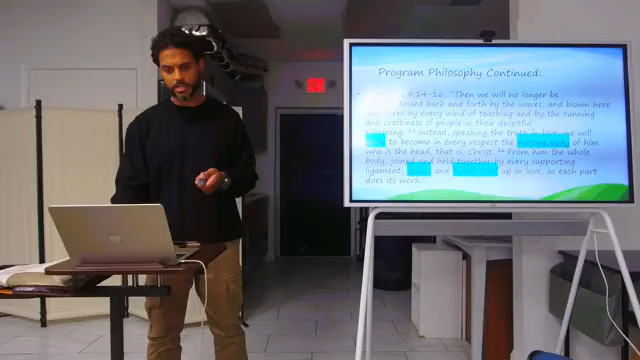 EXIT
Program Philosophy Continued:
4:14-16, "Then we will no longer be
tossed back and forth by the waves, and blown here
by every wind of teaching and by the cunning
and craftiness of people in their deceitful
Instead, speaking the truth in love, we will
to become in every respect the mature body of him
who is the head, that is, Christ. 16 From him the whole
body, joined and held together by every supporting
ligament, and up in love, as each part
does its work.
hp